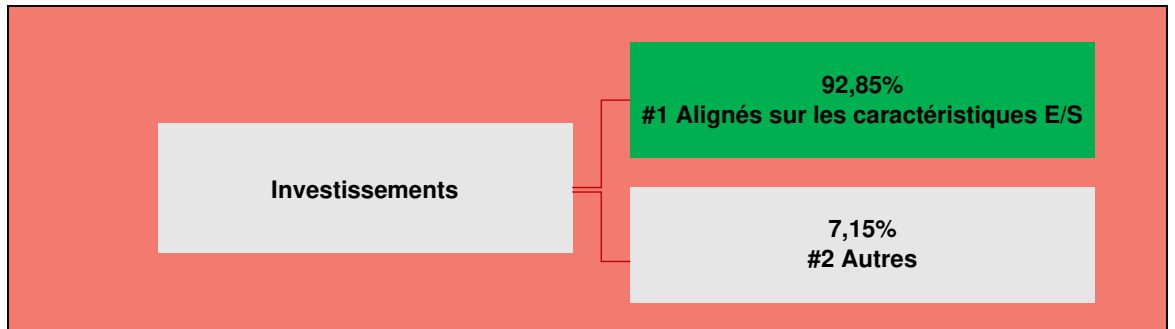 Investissements
92,85%
#1 Alignés sur les caractéristiques E/S
7,15%
#2 Autres